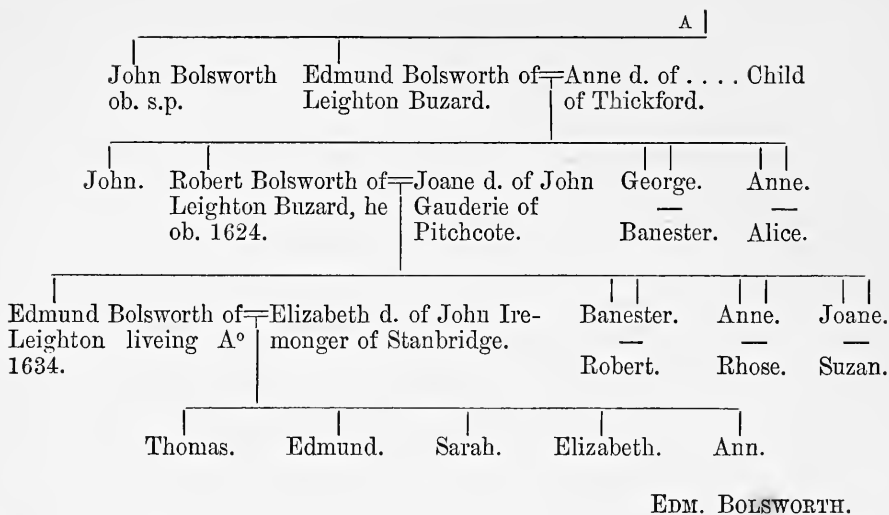 A
John Bolsworth
ob. s.p.
Edmund Bolsworth of
Leighton Buzard.
Anne d. of .... Child
of Thickford.
John.
Robert Bolsworth of
Leighton Buzard, he
ob. 1624.
Joane d. of John
Gauderie of
Pitchcote.
George.
—
Banester.
Anne.
—
Alice.
Edmund Bolsworth of
Leighton liveing Aº
1634.
Elizabeth d. of John Ire-
monger of Stanbridge.
Banester.
—
Robert.
Anne.
—
Rhose.
Joane.
—
Suzan.
Thomas.
Edmund.
Sarah.
Elizabeth.
Ann.
EDM. BOLSWORTH.